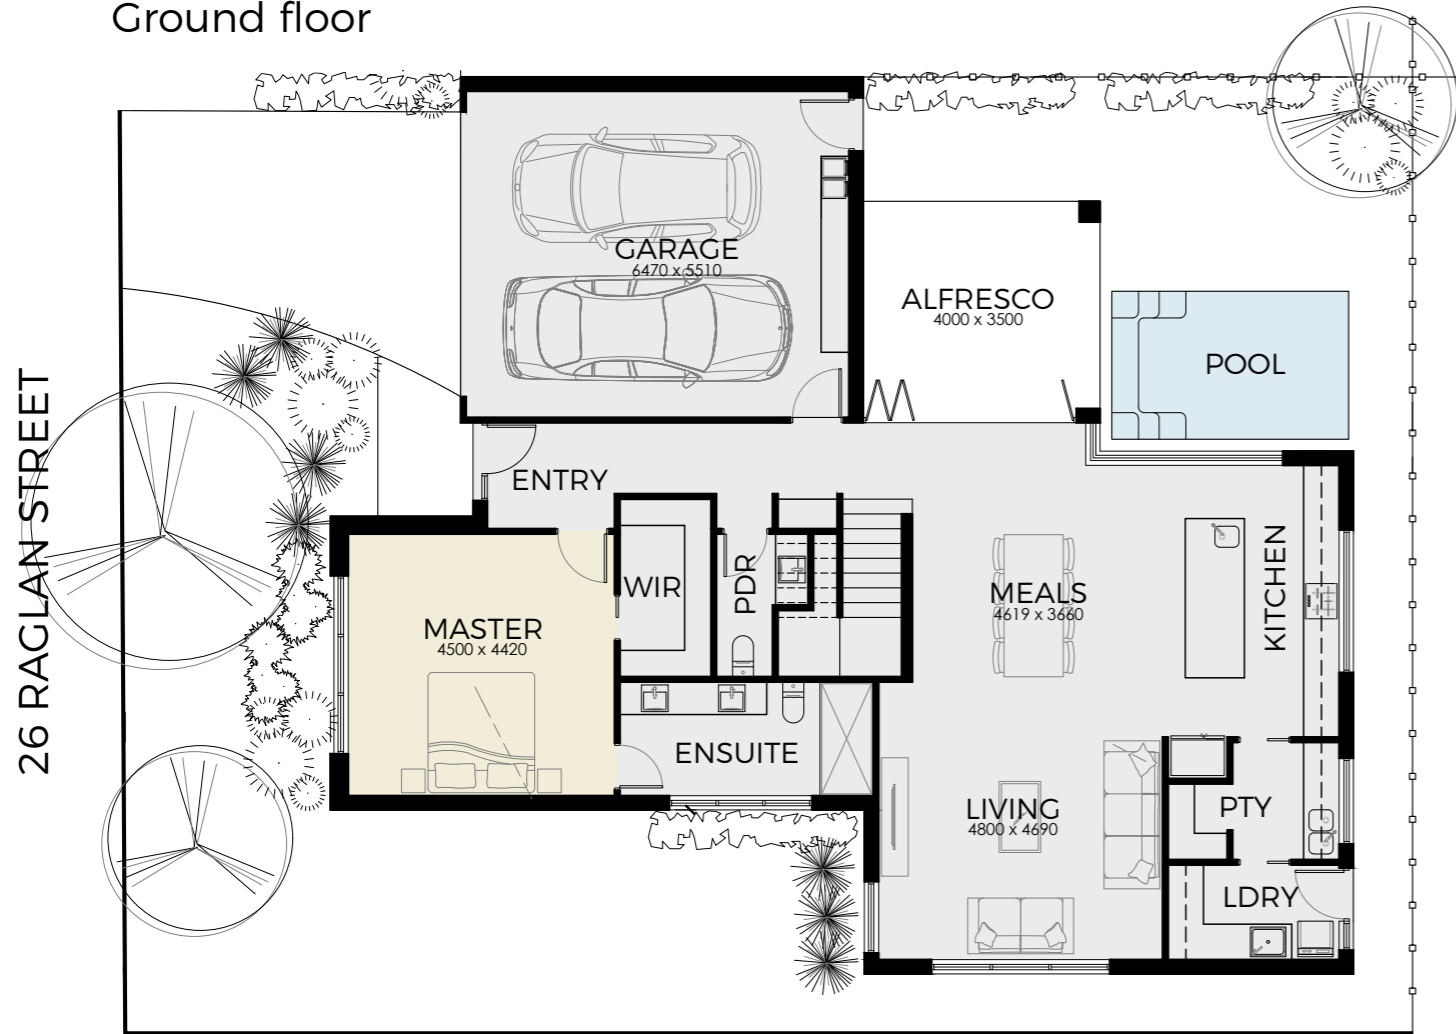 Ground floor
26 RAGLAN STREET
GARAGE
6470 x 5510
ALFRESCO
4000 x 3500
POOL
ENTRY
WIR
PDR
MASTER
4500 x 4420
MEALS
4619 x 3660
KITCHEN
ENSUITE
LIVING
4800 x 4690
PTY
LDRY